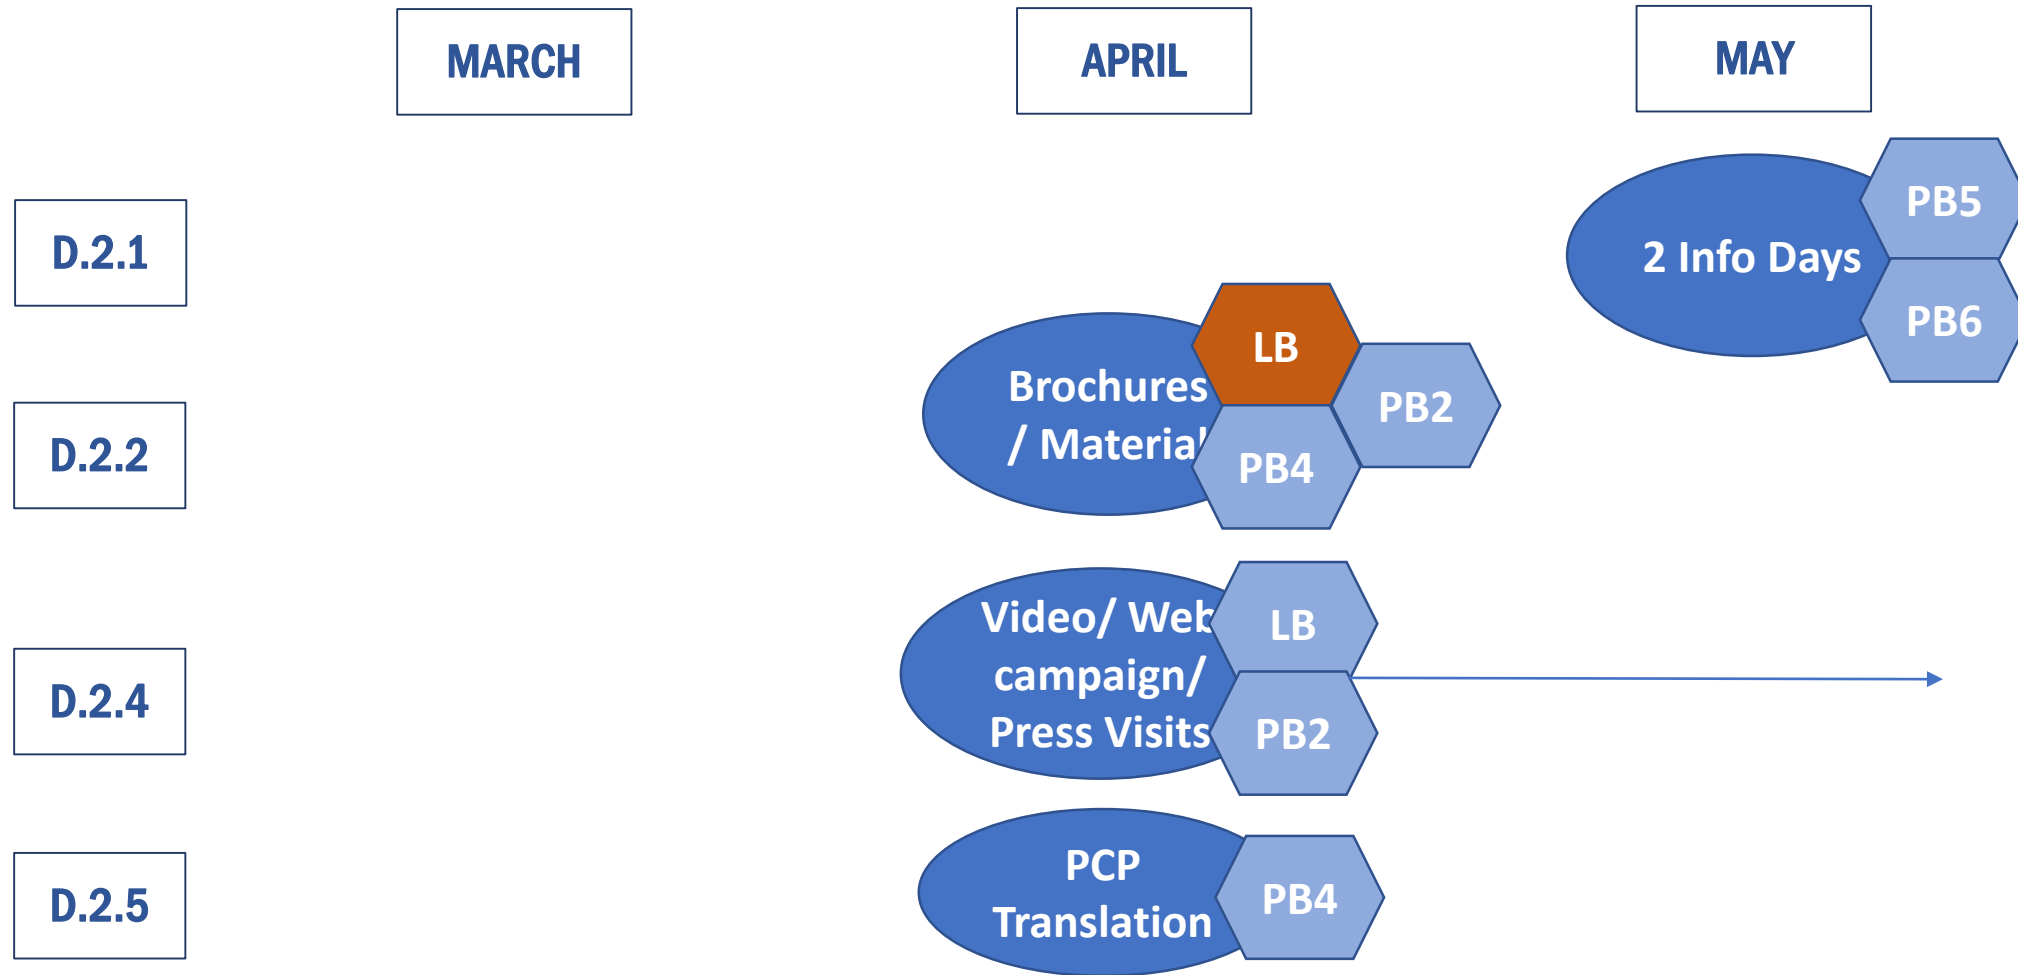 MARCH
APRIL
MAY
D.2.1
2 Info Days
PB5
PB6
D.2.2
Brochures
/ Material
LB
PB2
PB4
D.2.4
Video/ Web
campaign/
Press Visits
LB
PB2
D.2.5
PCP
Translation
PB4